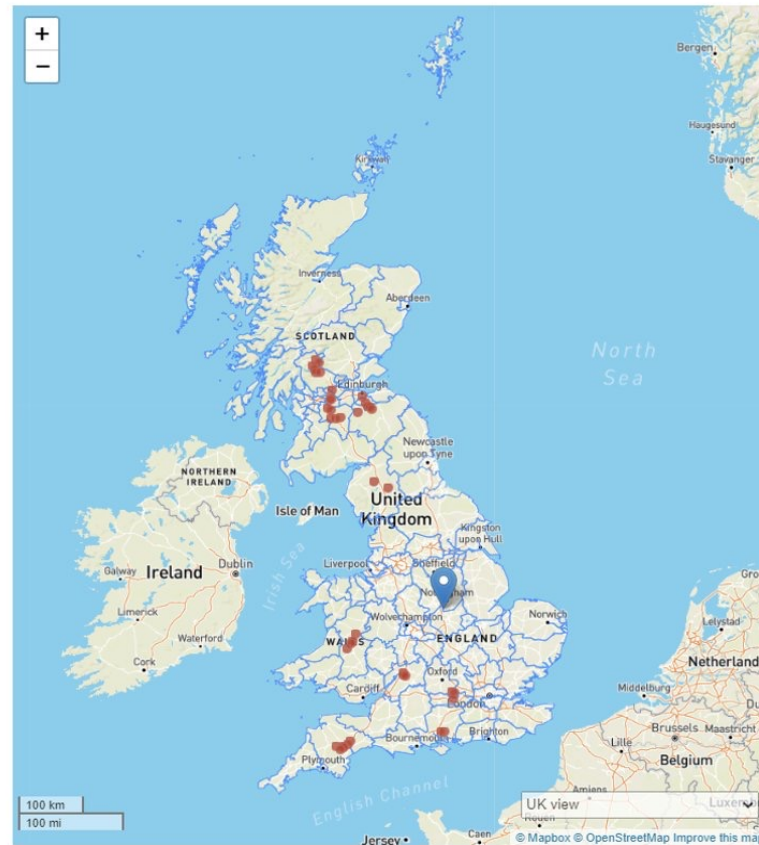 +
−
Bergen
Haugesund
Kirkwall
Stavanger
Inverness
Aberdeen
SCOTLAND
North
Sea
Edinburgh
Newcastle
upon Tyne
NORTHERN
IRELAND
Isle of Man
United
Kingdom
Kingston
upon Hull
Irish Sea
Liverpool
Sheffield
Dublin
Galway
Ireland
Limerick
Wolverhampton
Norwich
ENGLAND
Waterford
Lelystad
Cork
WALES
Oxford
Netherland
Cardiff
London
Middelburg
Bournemouth
Brighton
Brussels
Maastricht
Lille
Plymouth
Belgium
English Channel
100 km
100 mi
UK view
Amiens
Rouen
Caen
Jersey
© Mapbox © OpenStreetMap Improve this map